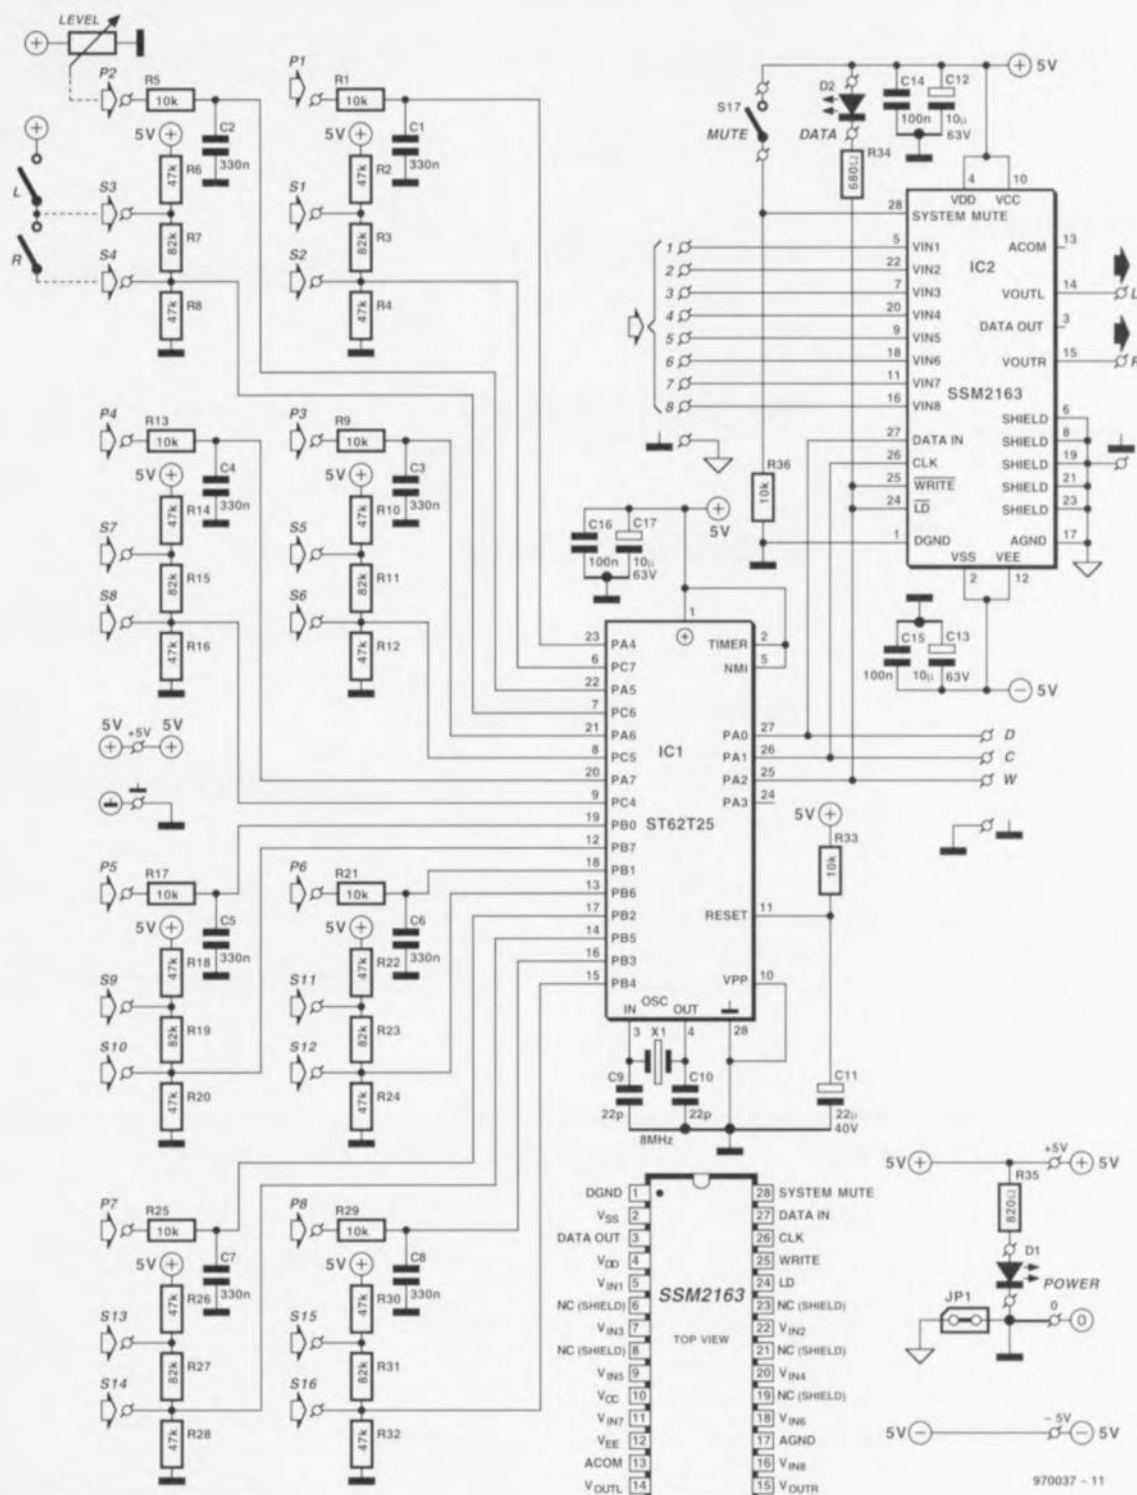 LEVEL
P2
R5
10k
C2
330n
5V
R6
47k
L
S3
R7
82k
R
S4
R8
47k
P1
R1
10k
C1
330n
5V
R2
47k
S1
R3
82k
S2
R4
47k
P4
R13
10k
C4
330n
5V
R14
47k
S7
R15
82k
S8
R16
47k
P3
R9
10k
C3
330n
5V
R10
47k
S5
R11
82k
S6
R12
47k
5V +5V 5V
P5
R17
10k
C5
330n
5V
R18
47k
S9
R19
82k
S10
R20
47k
P6
R21
10k
C6
330n
5V
R22
47k
S11
R23
82k
S12
R24
47k
P7
R25
10k
C7
330n
5V
R26
47k
S13
R27
82k
S14
R28
47k
P8
R29
10k
C8
330n
5V
R30
47k
S15
R31
82k
S16
R32
47k
S17
MUTE
D2
DATA
R34
680Ω
C14
100n
C12
10µ
63V
5V
4 10
VDD VCC
28 SYSTEM MUTE
1 5 VIN1
2 22 VIN2
3 7 VIN3
4 20 VIN4
5 9 VIN5
6 18 VIN6
7 11 VIN7
8 16 VIN8
27 DATA IN
26 CLK
25 WRITE
24 LD
1 DGND
IC2
SSM2163
ACOM 13
VOUTL 14 L
DATA OUT 3
VOUTR 15 R
SHIELD 6
SHIELD 8
SHIELD 19
SHIELD 21
SHIELD 23
AGND 17
VSS VEE
2 12
R36
10k
C16
100n
C17
10µ
63V
5V
C15
100n
C13
10µ
63V
5V
1
23 PA4
6 PC7
22 PA5
7 PC6
21 PA6
8 PC5
20 PA7
9 PC4
19 PB0
12 PB7
18 PB1
13 PB6
17 PB2
14 PB5
16 PB3
15 PB4
IC1
ST62T25
TIMER 2
NMI 5
PA0 27 D
PA1 26 C
PA2 25 W
PA3 24
RESET 11
VPP 10
OSC
IN OUT
3 X1 4 28
C9
22p
C10
22p
8MHz
5V
R33
10k
C11
22µ
40V
DGND 1 28 SYSTEM MUTE
VSS 2 27 DATA IN
DATA OUT 3 26 CLK
VDD 4 25 WRITE
VIN1 5 24 LD
NC (SHIELD) 6 23 NC (SHIELD)
VIN3 7 22 VIN2
NC (SHIELD) 8 21 NC (SHIELD)
VIN5 9 20 VIN4
VCC 10 19 NC (SHIELD)
VIN7 11 18 VIN6
VEE 12 17 AGND
ACOM 13 16 VIN8
VOUTL 14 15 VOUTR
SSM2163
TOP VIEW
5V +5V 5V
R35
820Ω
D1
POWER
JP1
0 0
5V - 5V 5V
970037 - 11